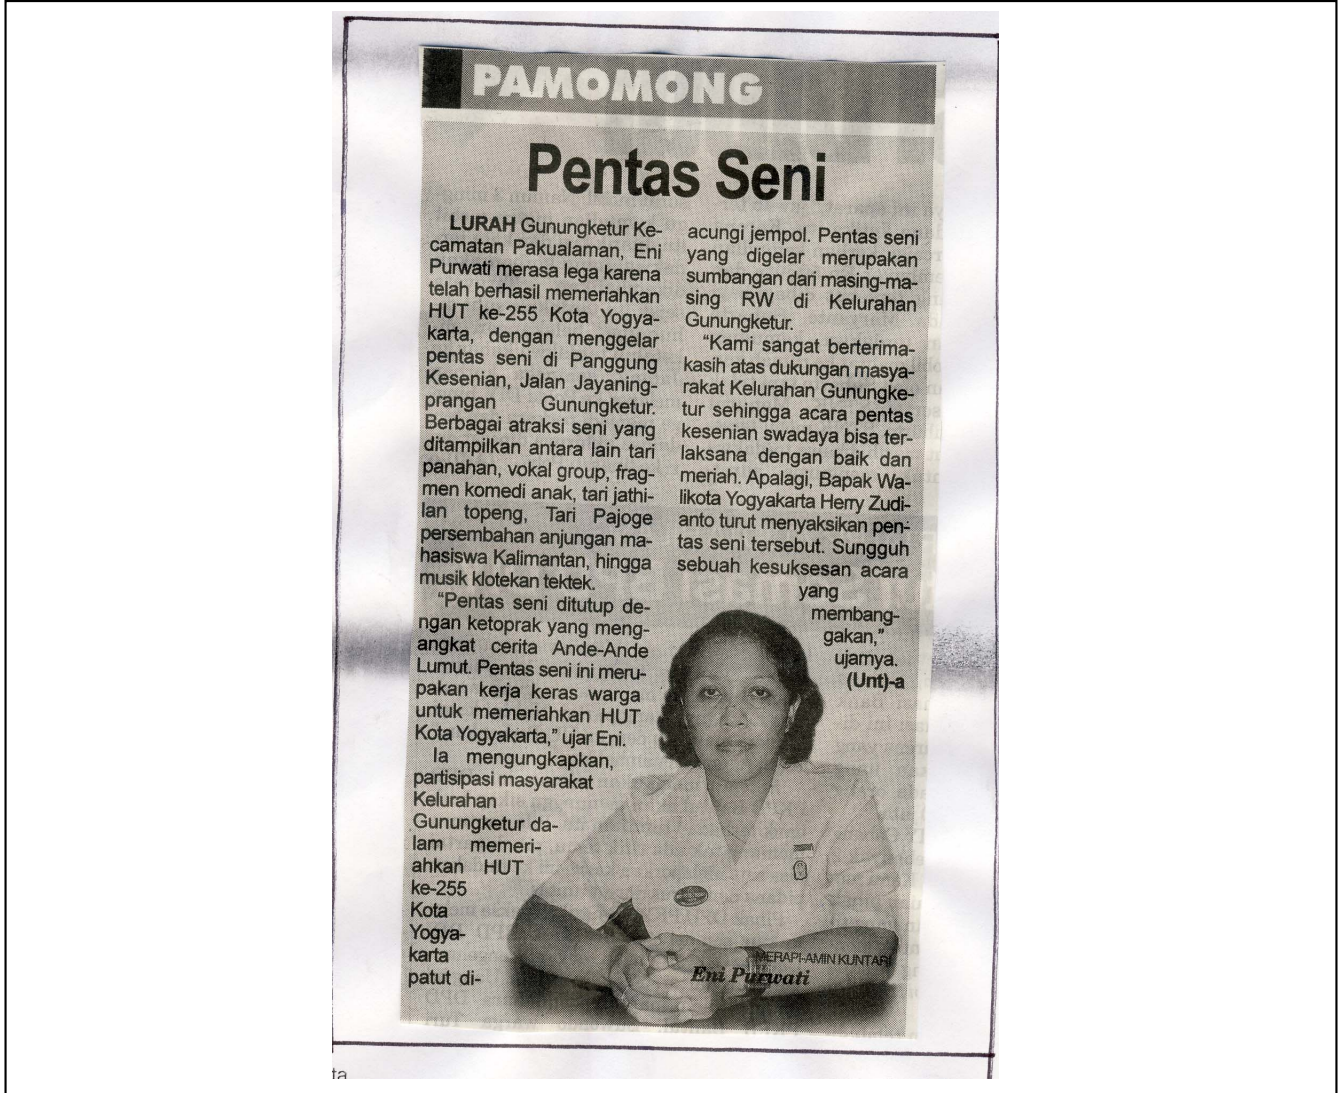 PAMOMONG
Pentas Seni
LURAH Gunungketur Ke-
camatan Pakualaman, Eni
Purwati merasa lega karena
telah berhasil memeriahkan
HUT ke-255 Kota Yogya-
karta, dengan menggelar
pentas seni di Panggung
Kesenian, Jalan Jayaning-
prangan Gunungketur.
Berbagai atraksi seni yang
ditampilkan antara lain tari
panahan, vokal group, frag-
men komedi anak, tari jathi-
lan topeng, Tari Pajoge
persembahan anjungan ma-
hasiswa Kalimantan, hingga
musik klotekan tektek.
“Pentas seni ditutup de-
ngan ketoprak yang meng-
angkat cerita Ande-Ande
Lumut. Pentas seni ini meru-
pakan kerja keras warga
untuk memeriahkan HUT
Kota Yogyakarta,” ujar Eni.
Ia mengungkapkan,
partisipasi masyarakat
Kelurahan
Gunungketur da-
lam memeri-
ahkan HUT
ke-255
Kota
Yogya-
karta
patut di-
acungi jempol. Pentas seni
yang digelar merupakan
sumbangan dari masing-ma-
sing RW di Kelurahan
Gunungketur.
“Kami sangat berterima-
kasih atas dukungan masya-
rakat Kelurahan Gunungke-
tur sehingga acara pentas
kesenian swadaya bisa ter-
laksana dengan baik dan
meriah. Apalagi, Bapak Wa-
likota Yogyakarta Herry Zudi-
anto turut menyaksikan pen-
tas seni tersebut. Sungguh
sebuah kesuksesan acara
yang
membang-
gakan,”
ujarnya.
(Unt)-a
MERAPI-AMIN KUNTARI
Eni Purwati
ta